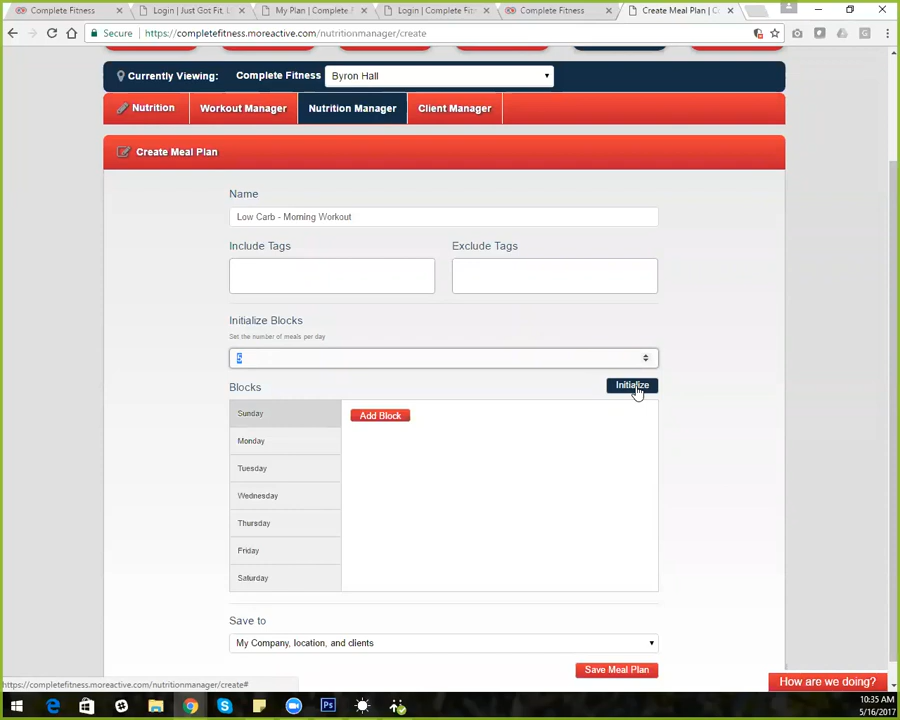 Complete Fitness
Login | Just Got Fit, L
My Plan | Complete F
Login | Complete Fitn
Complete Fitness
Create Meal Plan | C
Secure
https://completefitness.moreactive.com/nutritionmanager/create
Currently Viewing: Complete Fitness Byron Hall
Nutrition Workout Manager Nutrition Manager Client Manager
Create Meal Plan
Name
Low Carb - Morning Workout
Include Tags Exclude Tags
Initialize Blocks
Set the number of meals per day
5
Blocks Initialize
Sunday Add Block
Monday
Tuesday
Wednesday
Thursday
Friday
Saturday
Save to
My Company, location, and clients
Save Meal Plan
How are we doing?
https://completefitness.moreactive.com/nutritionmanager/create#
10:35 AM
5/16/2017